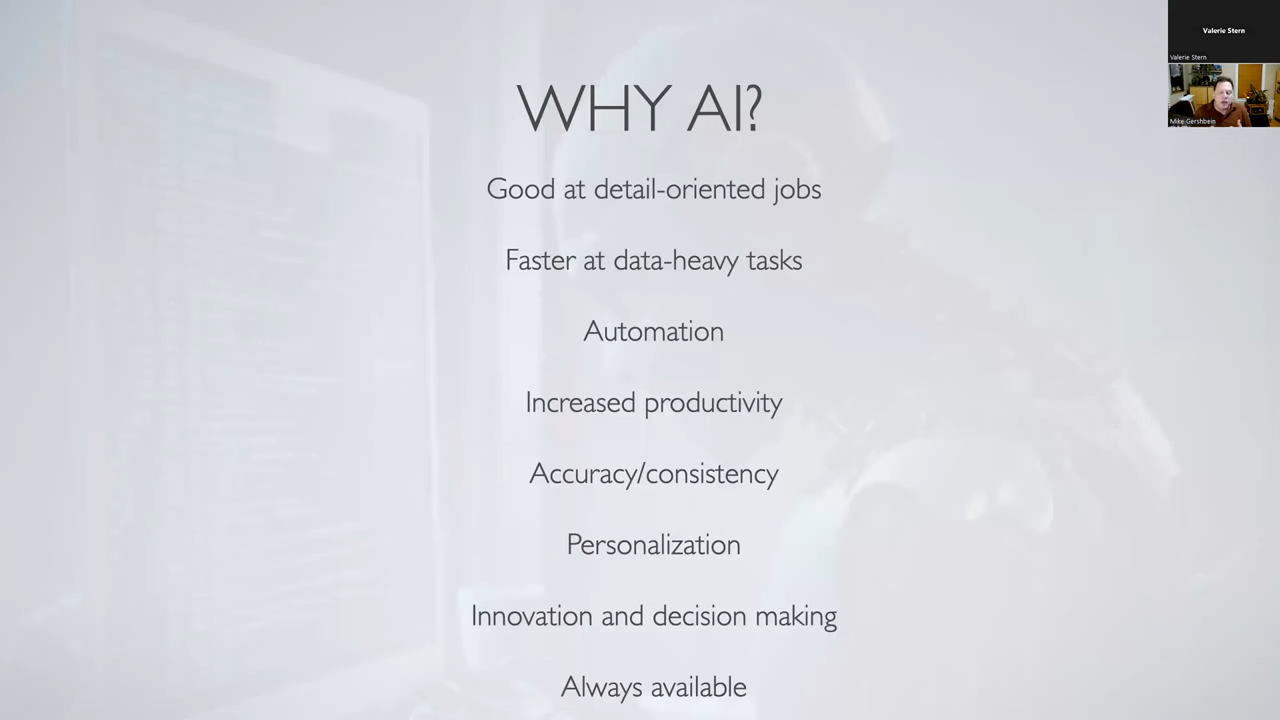 WHY AI?
Good at detail-oriented jobs
Faster at data-heavy tasks
Automation
Increased productivity
Accuracy/consistency
Personalization
Innovation and decision making
Always available
Valerie Stern
Valerie Stern
Mike Gershbein